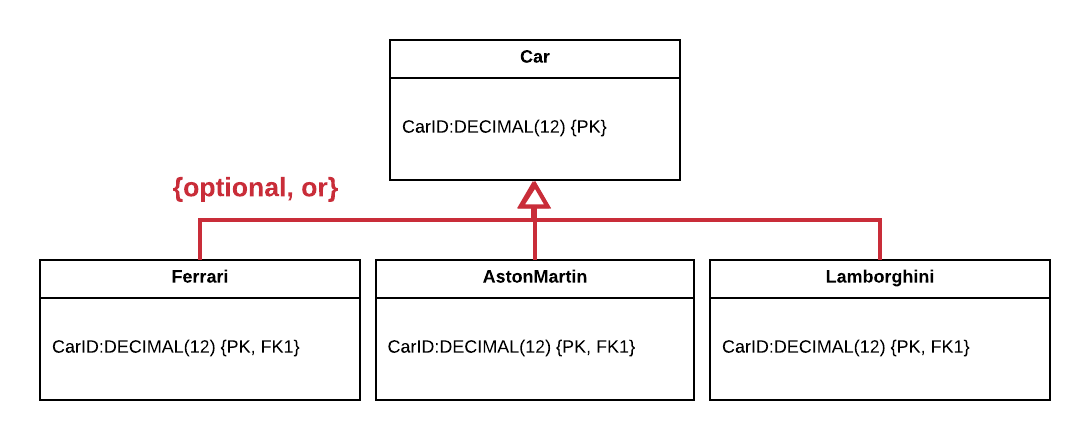 Car
CarID:DECIMAL(12) {PK}
{optional, or}
Ferrari
CarID:DECIMAL(12) {PK, FK1}
AstonMartin
CarID:DECIMAL(12) {PK, FK1}
Lamborghini
CarID:DECIMAL(12) {PK, FK1}